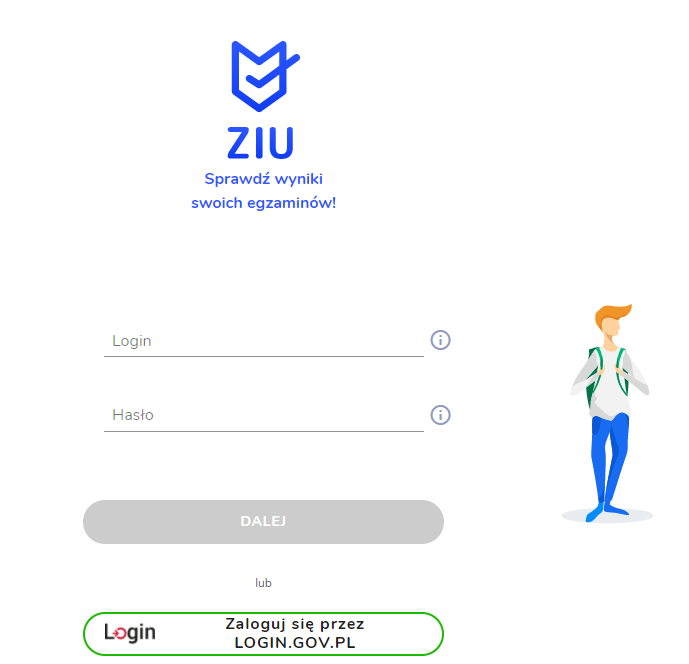 ZIU
Sprawdź wyniki
swoich egzaminów!
Login
Hasło
DALEJ
lub
Login
Zaloguj się przez
LOGIN.GOV.PL